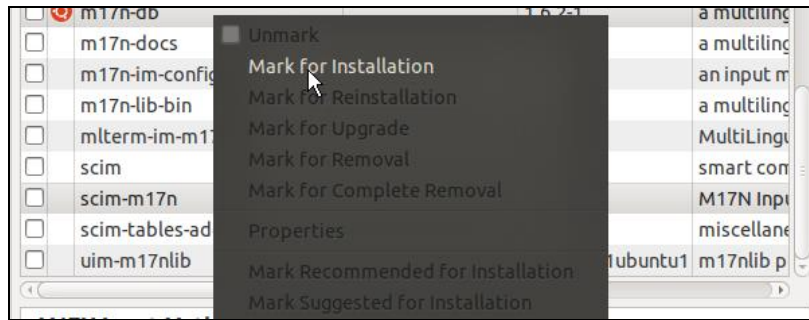 m17n-db 1.6.2-1 a multiling
m17n-docs a multiling
m17n-im-config an input m
m17n-lib-bin a multiling
mlterm-im-m17 MultiLingu
scim smart com
scim-m17n M17N Inpu
scim-tables-ad miscellane
uim-m17nlib 1ubuntu1 m17nlib p
Unmark
Mark for Installation
Mark for Reinstallation
Mark for Upgrade
Mark for Removal
Mark for Complete Removal
Properties
Mark Recommended for Installation
Mark Suggested for Installation